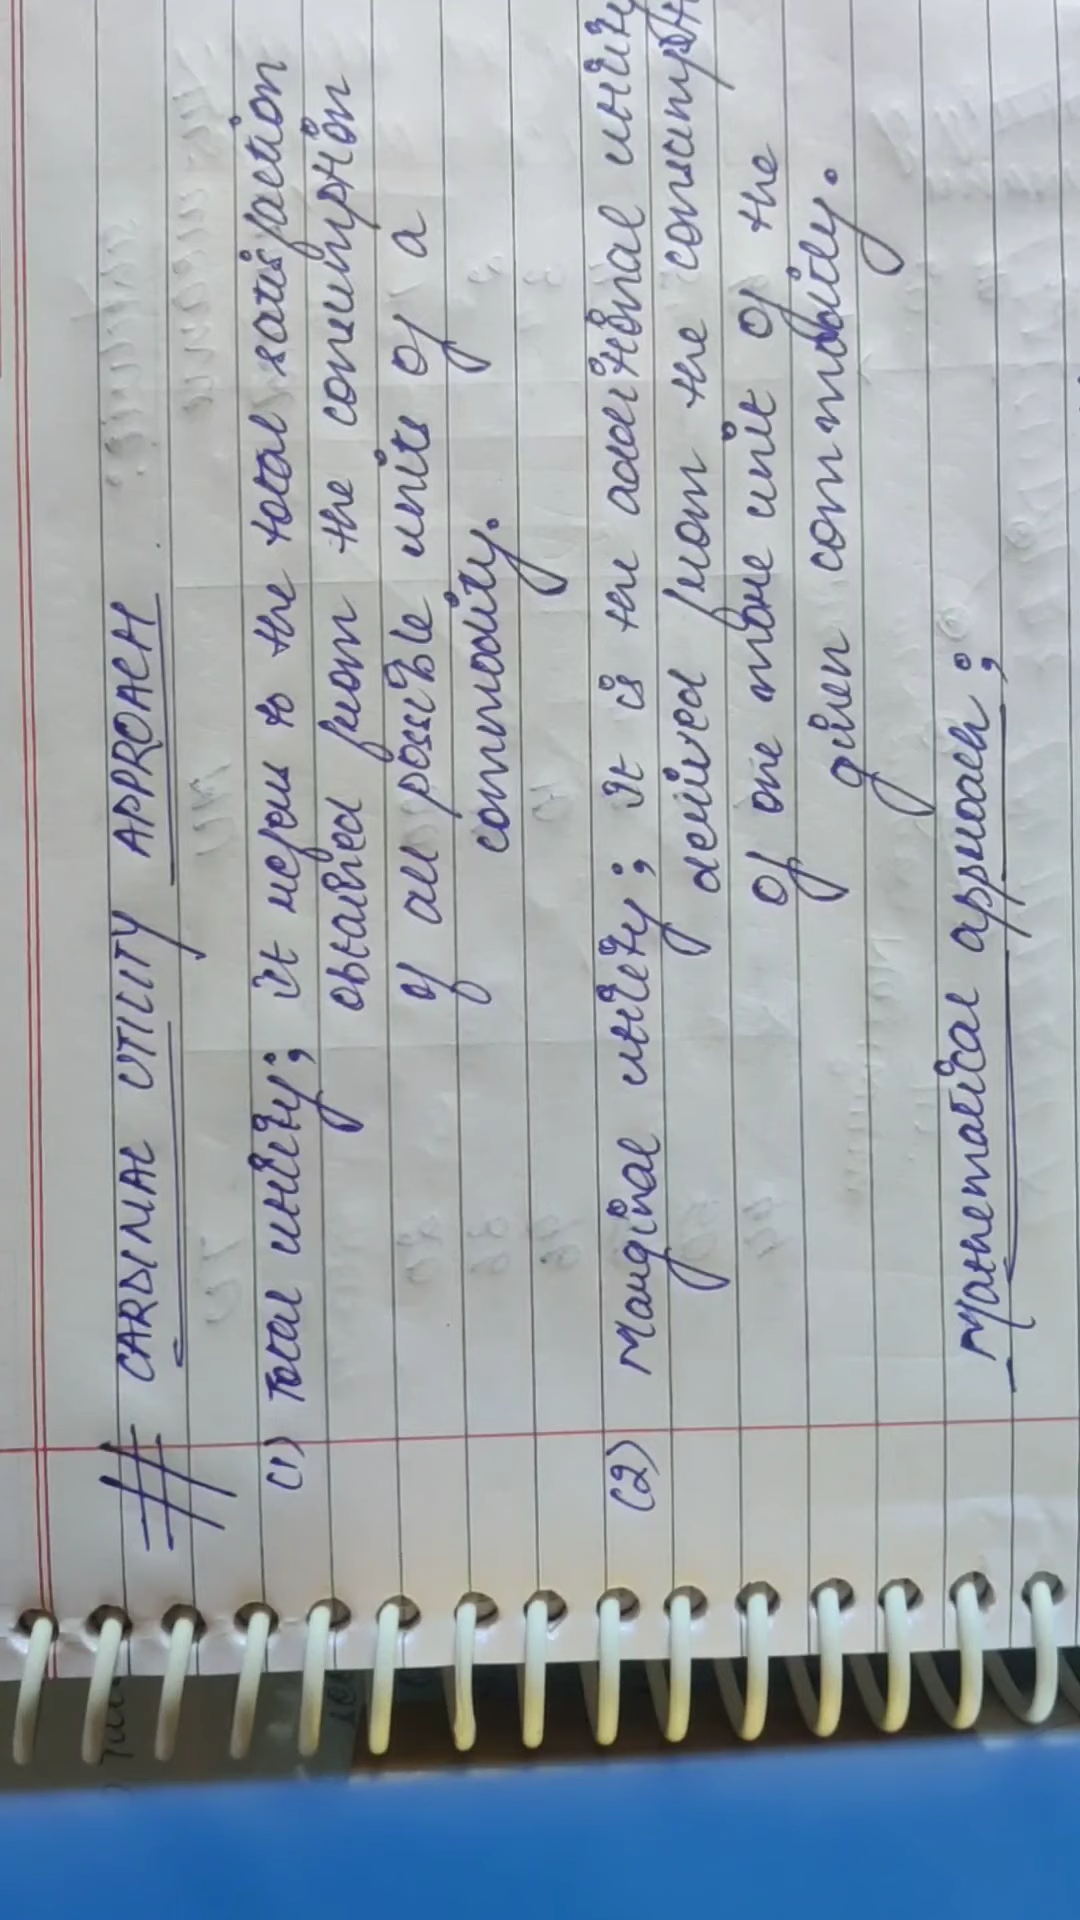 # CARDINAL UTILITY APPROACH
(1) Total utility; it refers to the total satisfaction
obtained from the consumption
of all possible units of a
commodity.
(2) Marginal utility; it is the additional utility
derived from the consumpti
of one more unit of the
given commodity.
Mathematical approach;